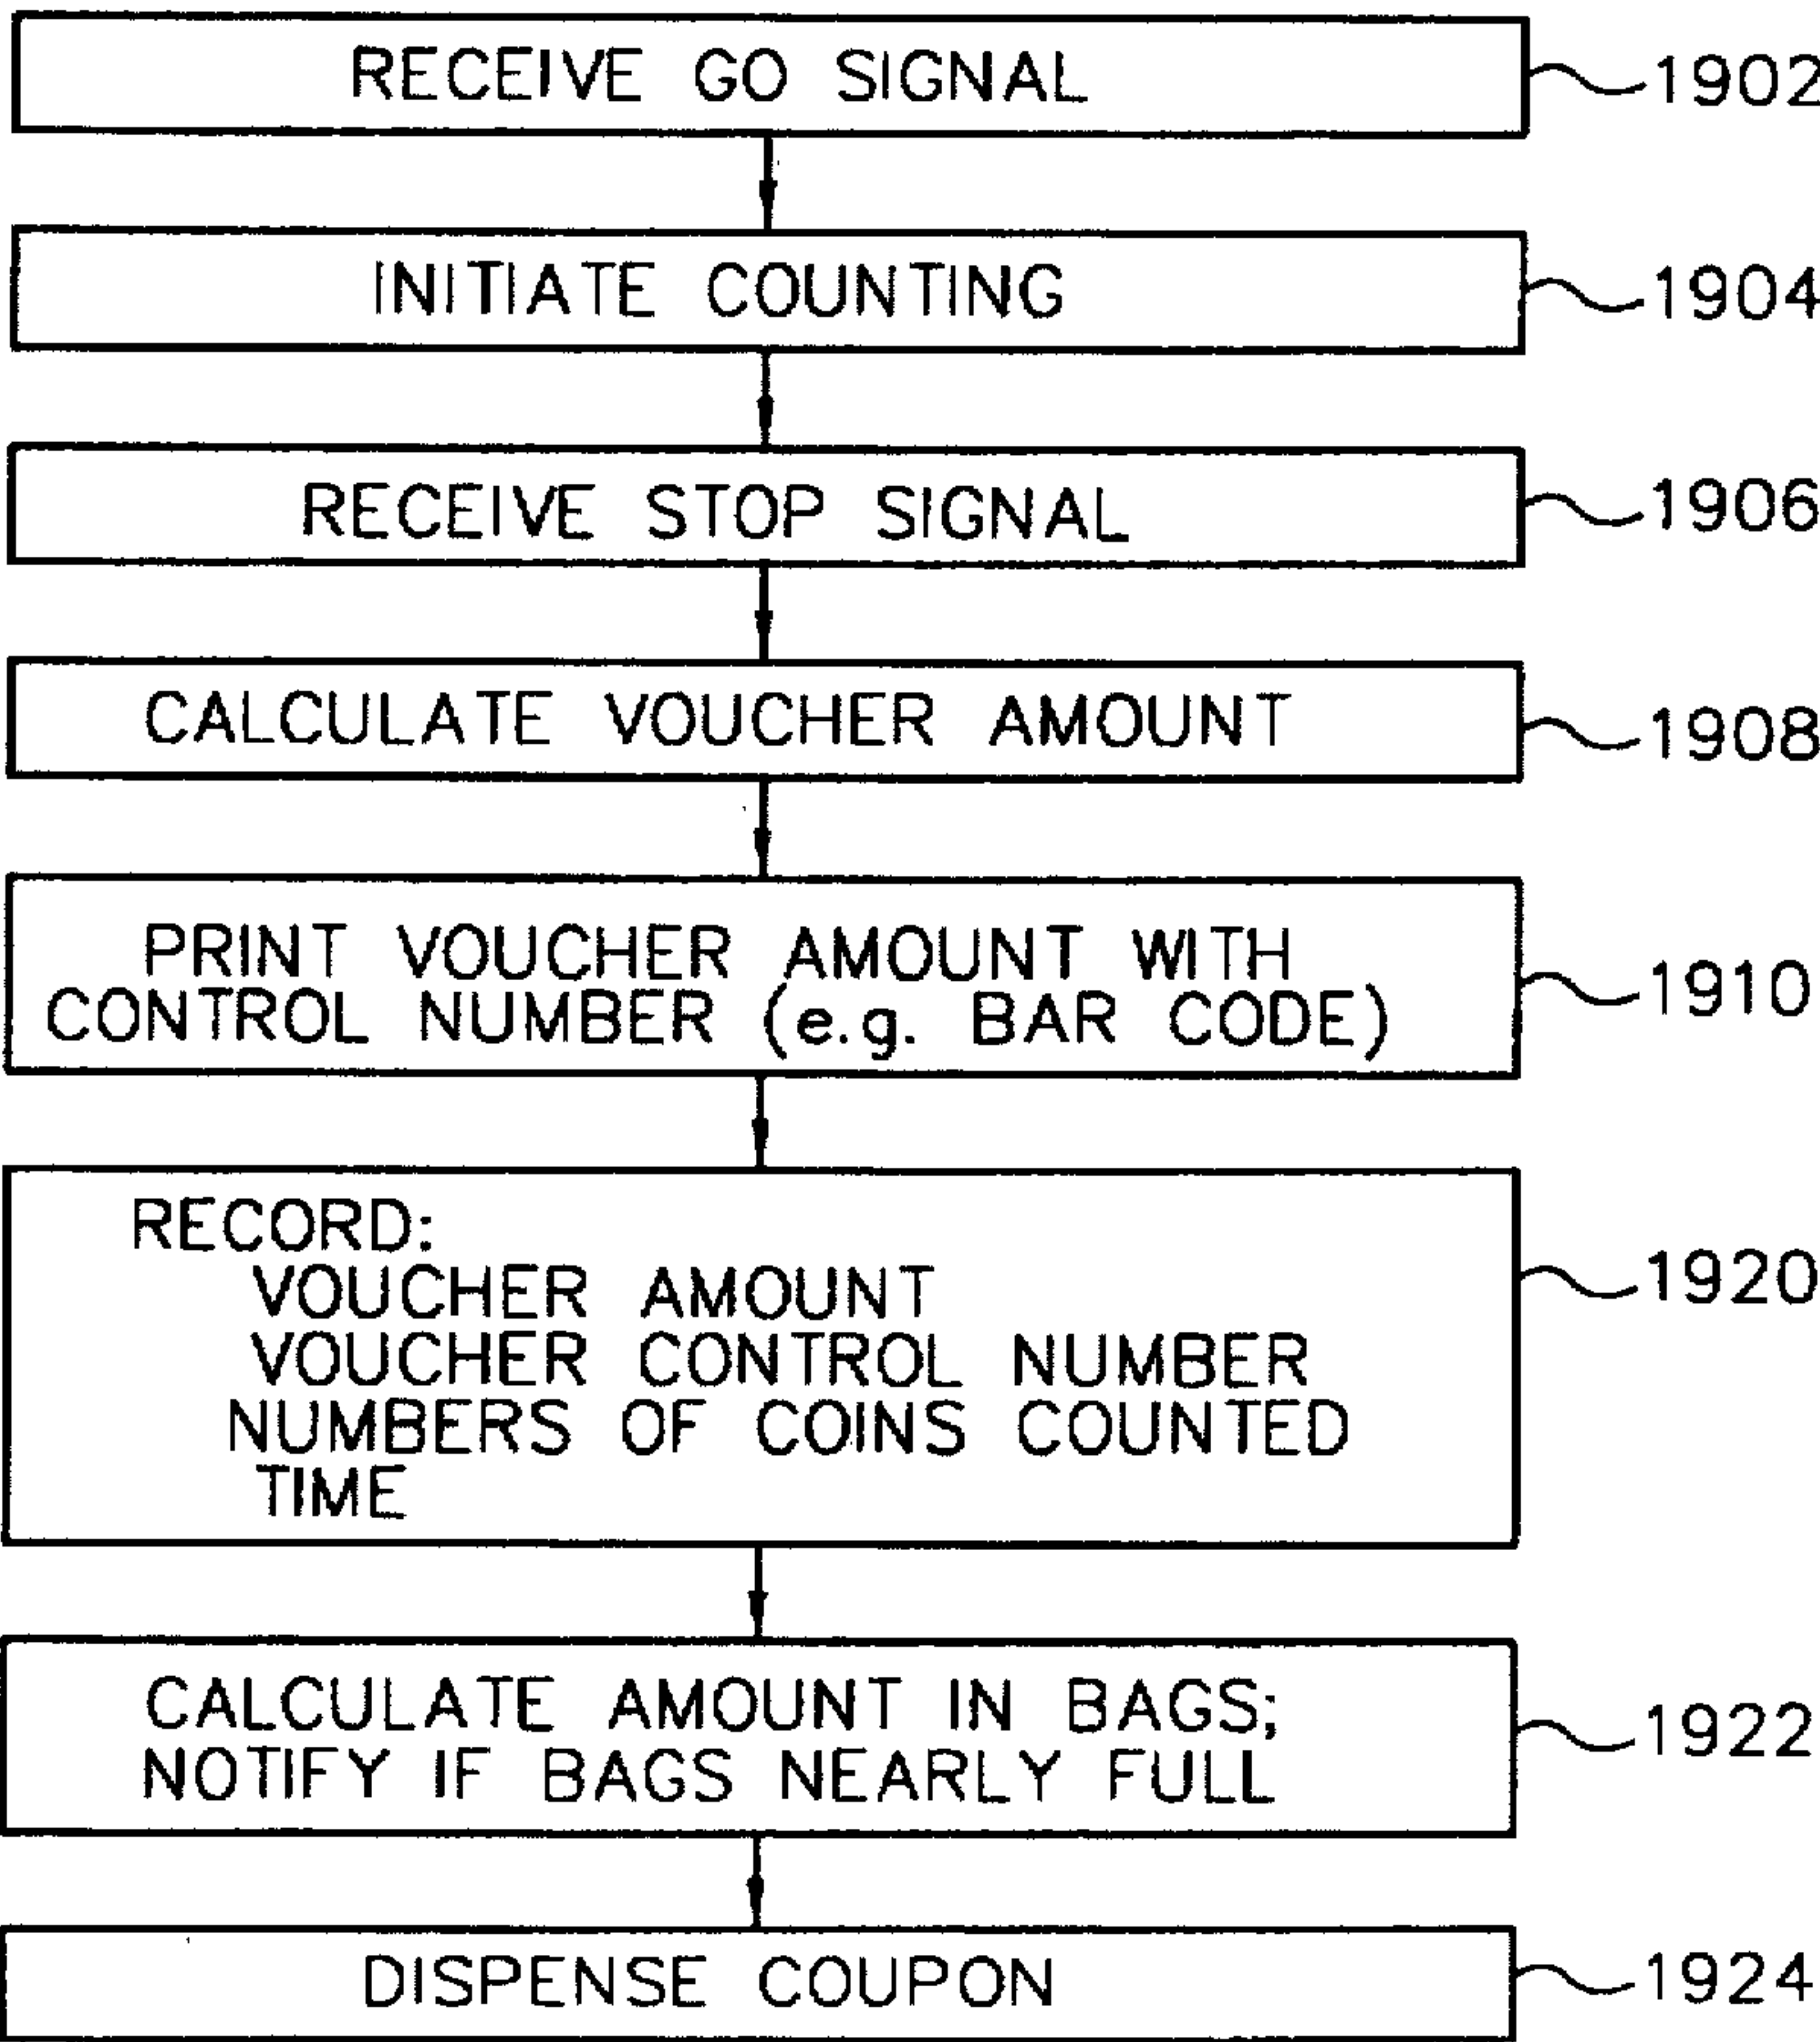 RECEIVE GO SIGNAL
1902
INITIATE COUNTING
1904
RECEIVE STOP SIGNAL
1906
CALCULATE VOUCHER AMOUNT
1908
PRINT VOUCHER AMOUNT WITH
CONTROL NUMBER (e.g. BAR CODE)
1910
RECORD:
VOUCHER AMOUNT
VOUCHER CONTROL NUMBER
NUMBERS OF COINS COUNTED
TIME
1920
CALCULATE AMOUNT IN BAGS;
NOTIFY IF BAGS NEARLY FULL
1922
DISPENSE COUPON
1924